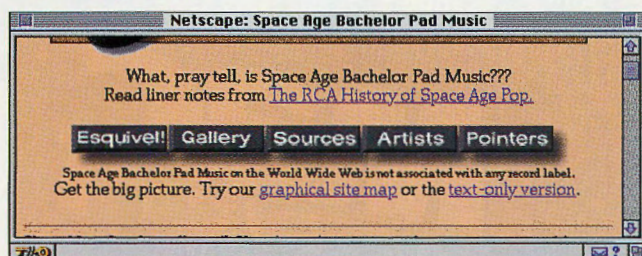 Netscape: Space Age Bachelor Pad Music
What, pray tell, is Space Age Bachelor Pad Music???
Read liner notes from The RCA History of Space Age Pop.
Esquivel! Gallery Sources Artists Pointers
Space Age Bachelor Pad Music on the World Wide Web is not associated with any record label.
Get the big picture. Try our graphical site map or the text-only version.
?